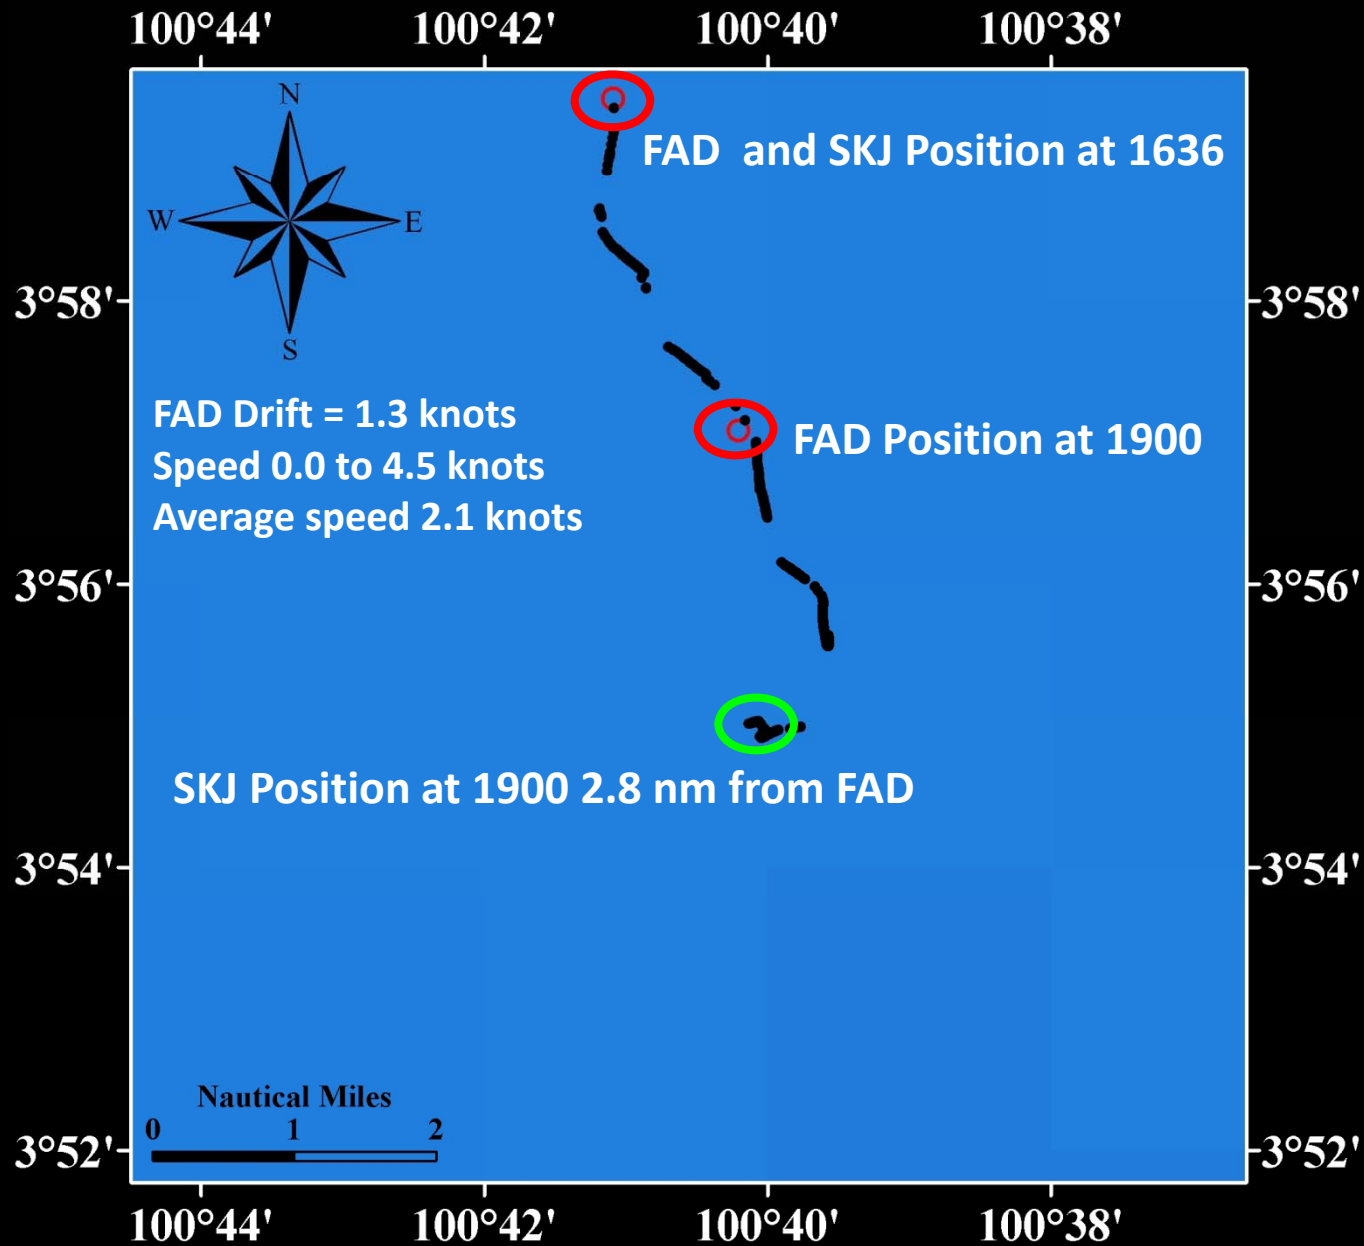 100°44' 100°42' 100°40' 100°38'
N
FAD and SKJ Position at 1636
W E
3°58' 3°58'
S
FAD Drift = 1.3 knots
FAD Position at 1900
Speed 0.0 to 4.5 knots
Average speed 2.1 knots
3°56' 3°56'
SKJ Position at 1900 2.8 nm from FAD
3°54' 3°54'
Nautical Miles
0 1 2
3°52' 3°52'
100°44' 100°42' 100°40' 100°38'